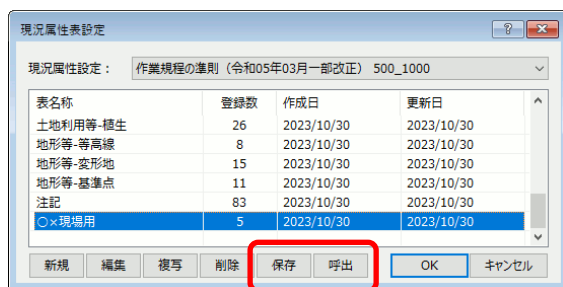 現況属性表設定
現況属性設定： 作業規程の準則（令和05年03月一部改正） 500_1000
表名称 登録数 作成日 更新日
土地利用等-植生 26 2023/10/30 2023/10/30
地形等-等高線 8 2023/10/30 2023/10/30
地形等-変形地 15 2023/10/30 2023/10/30
地形等-基準点 11 2023/10/30 2023/10/30
注記 83 2023/10/30 2023/10/30
○×現場用 5 2023/10/30 2023/10/30
新規 編集 複写 削除 保存 呼出 OK キャンセル